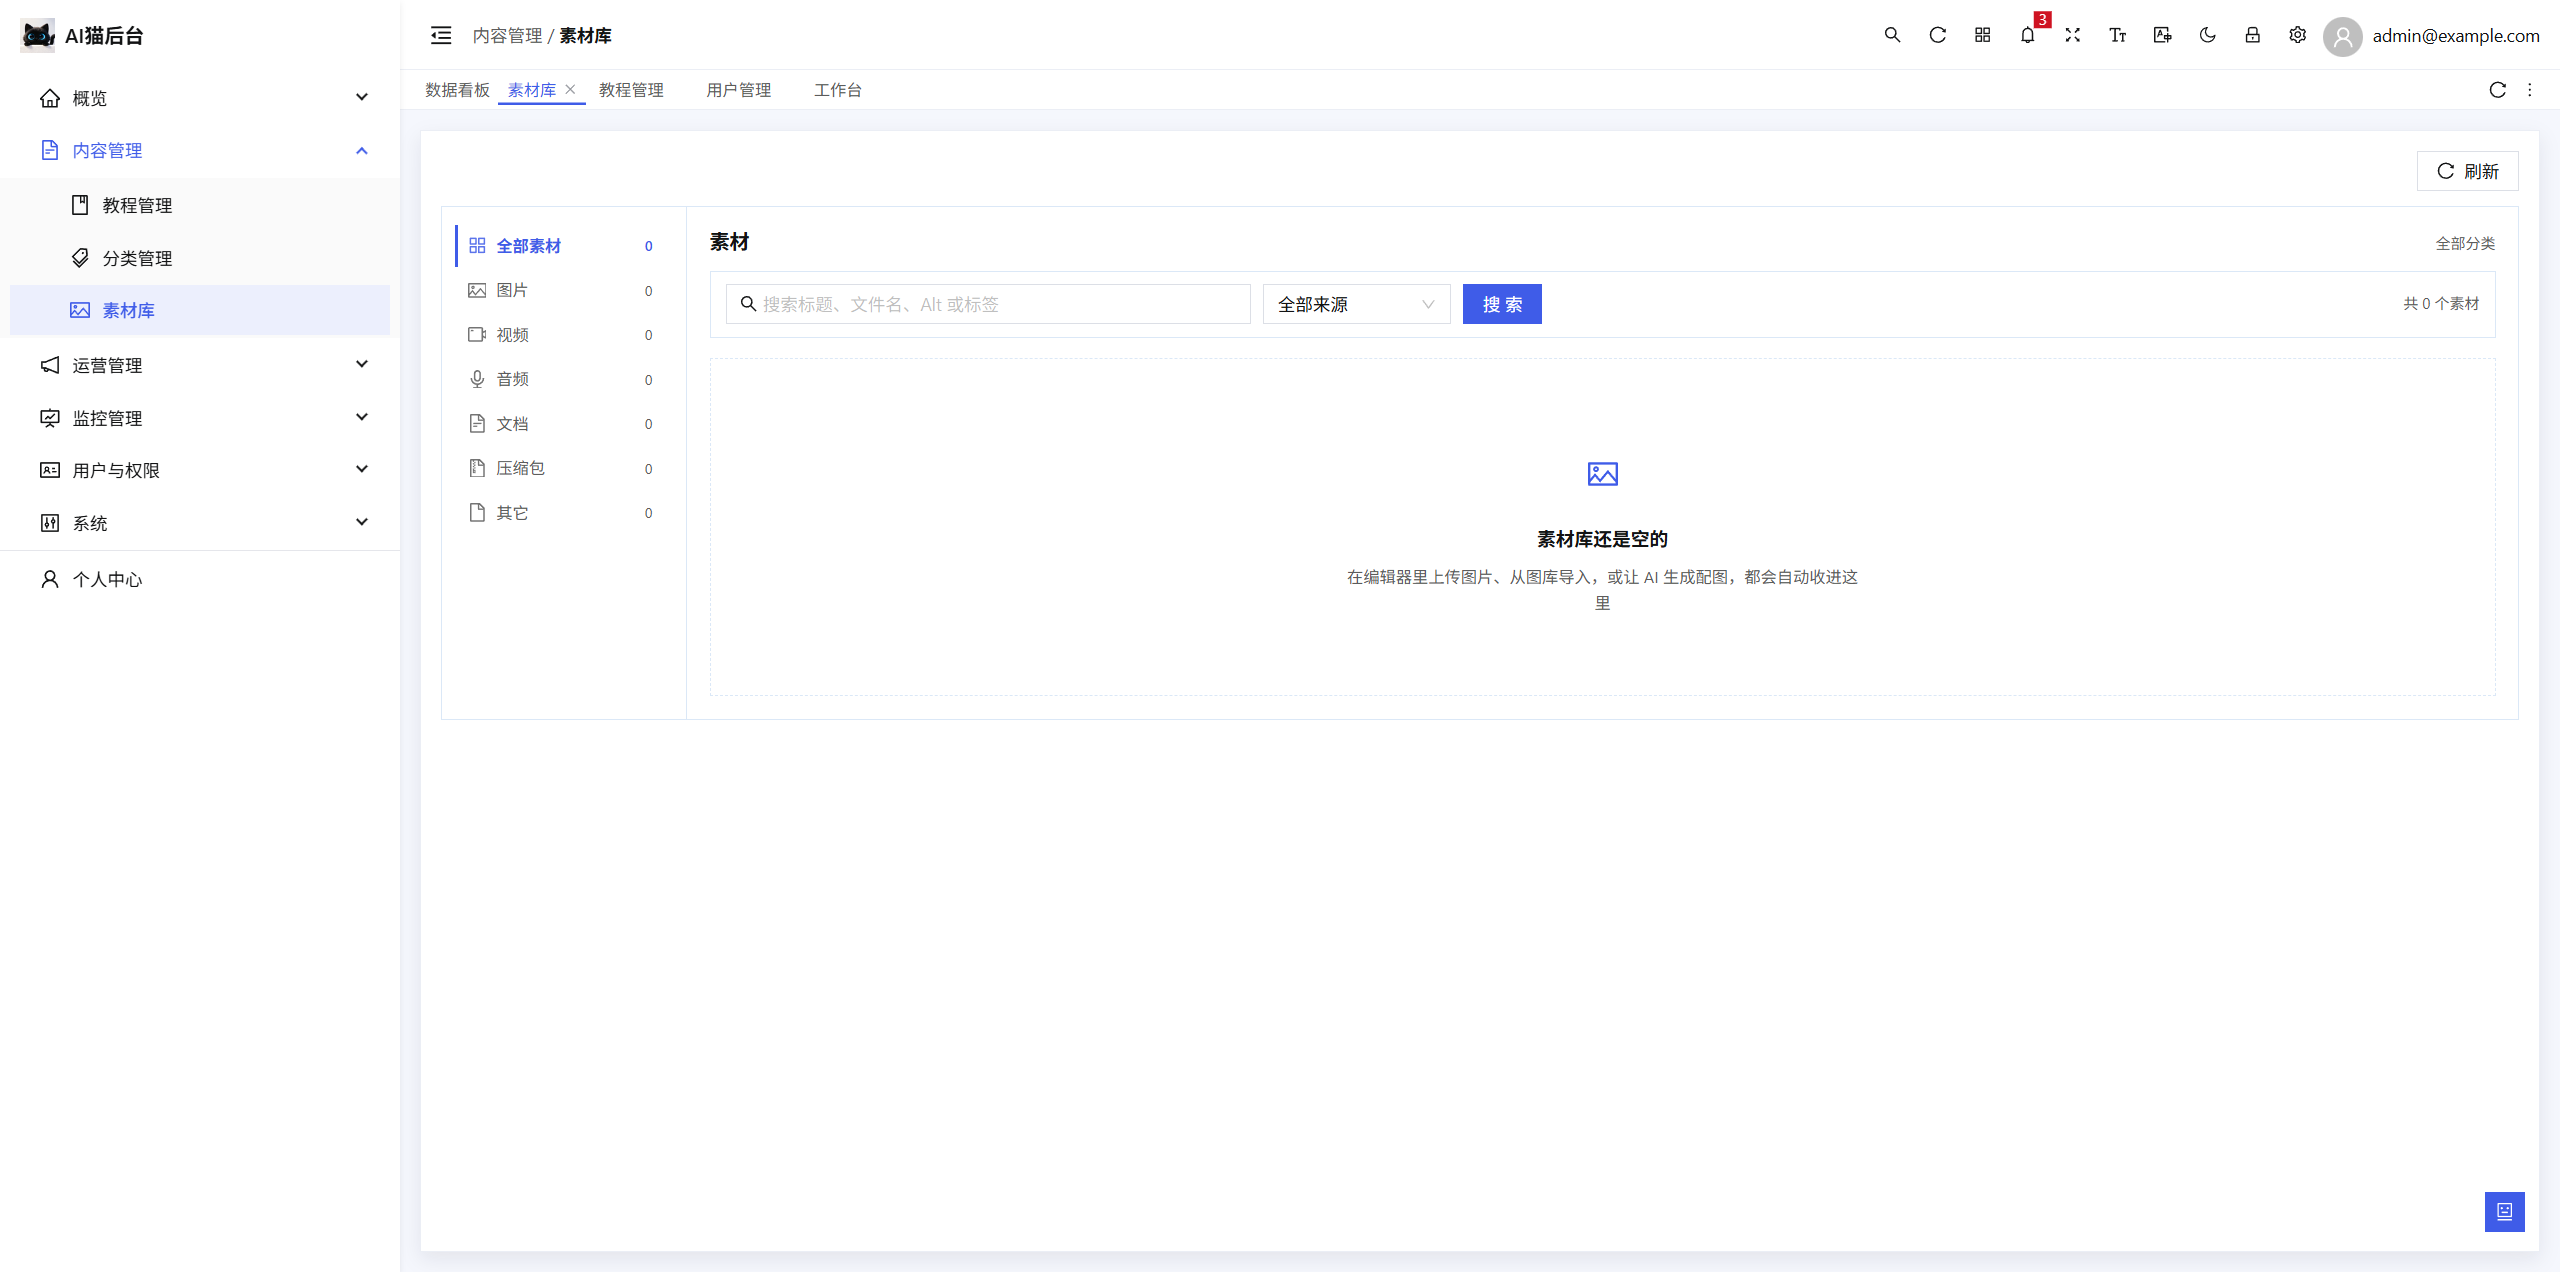 AI猫后台
内容管理 / 素材库
3
admin@example.com
数据看板 素材库 教程管理 用户管理 工作台
概览
内容管理
教程管理
分类管理
素材库
运营管理
监控管理
用户与权限
系统
个人中心
刷新
全部素材 0
图片 0
视频 0
音频 0
文档 0
压缩包 0
其它 0
素材
全部分类
搜索标题、文件名、Alt 或标签
全部来源
搜 索
共 0 个素材
素材库还是空的
在编辑器里上传图片、从图库导入，或让 AI 生成配图，都会自动收进这
里